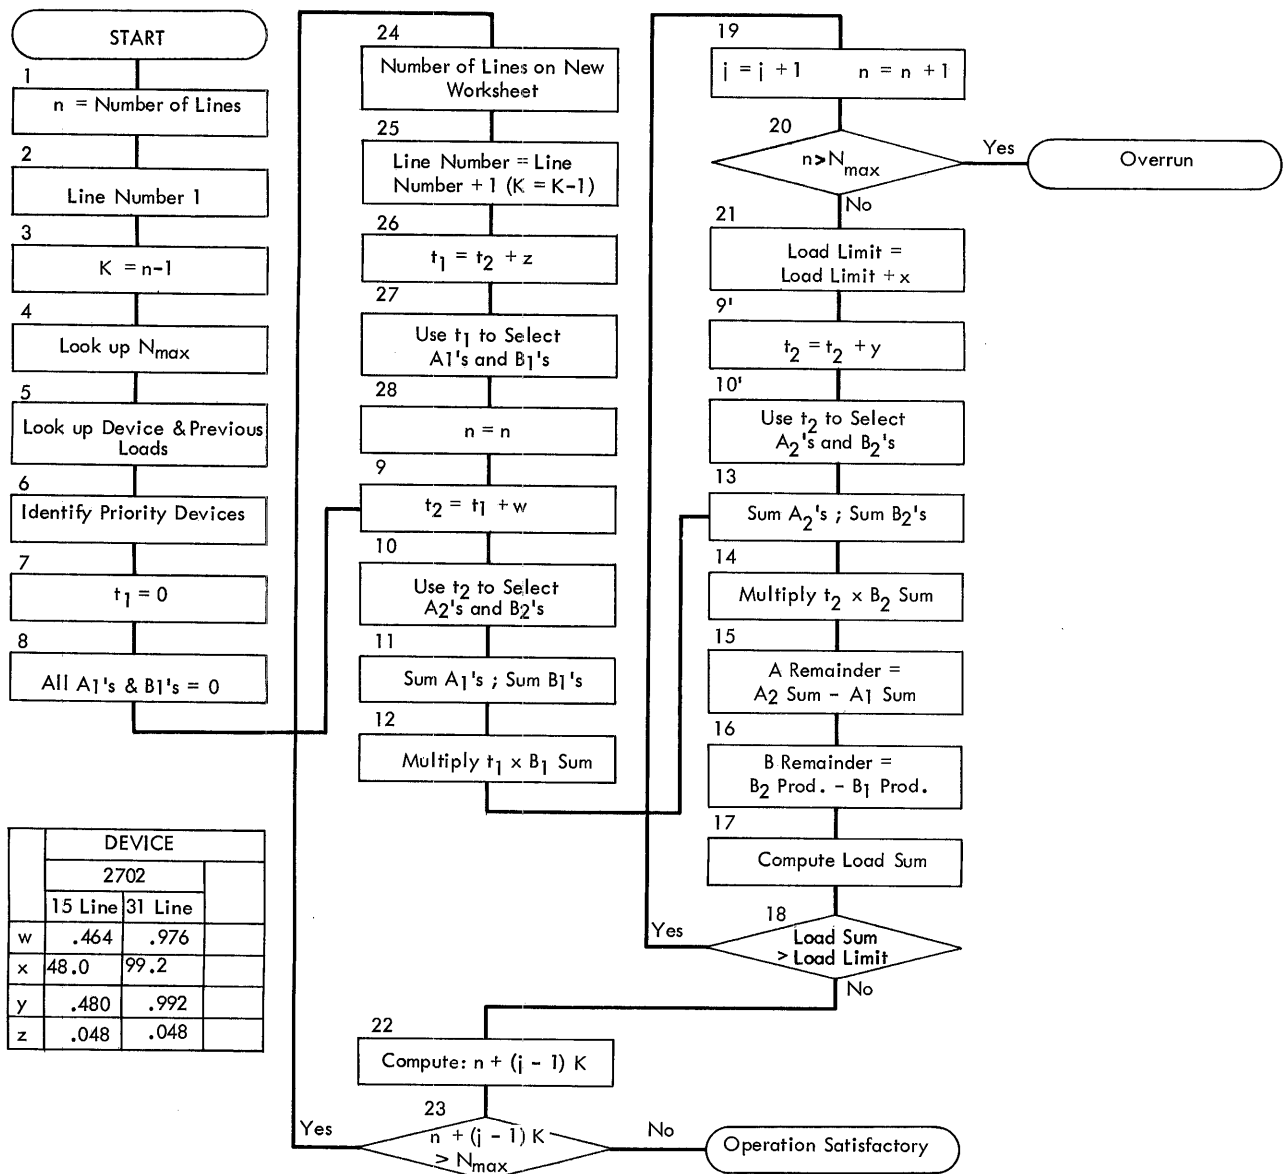 START
1
n = Number of Lines
2
Line Number 1
3
K = n-1
4
Look up Nmax
5
Look up Device & Previous
Loads
6
Identify Priority Devices
7
t1 = 0
8
All A1's & B1's = 0
24
Number of Lines on New
Worksheet
25
Line Number = Line
Number + 1 (K = K-1)
26
t1 = t2 + z
27
Use t1 to Select
A1's and B1's
28
n = n
9
t2 = t1 + w
10
Use t2 to Select
A2's and B2's
11
Sum A1's ; Sum B1's
12
Multiply t1 x B1 Sum
19
j = j + 1 n = n + 1
20
n > Nmax
Yes
Overrun
No
21
Load Limit =
Load Limit + x
9'
t2 = t2 + y
10'
Use t2 to Select
A2's and B2's
13
Sum A2's ; Sum B2's
14
Multiply t2 x B2 Sum
15
A Remainder =
A2 Sum - A1 Sum
16
B Remainder =
B2 Prod. - B1 Prod.
17
Compute Load Sum
18
Load Sum
> Load Limit
Yes
No
22
Compute: n + (j - 1) K
23
n + (j - 1) K
> Nmax
Yes
No
Operation Satisfactory
DEVICE
2702
15 Line 31 Line
w .464 .976
x 48.0 99.2
y .480 .992
z .048 .048